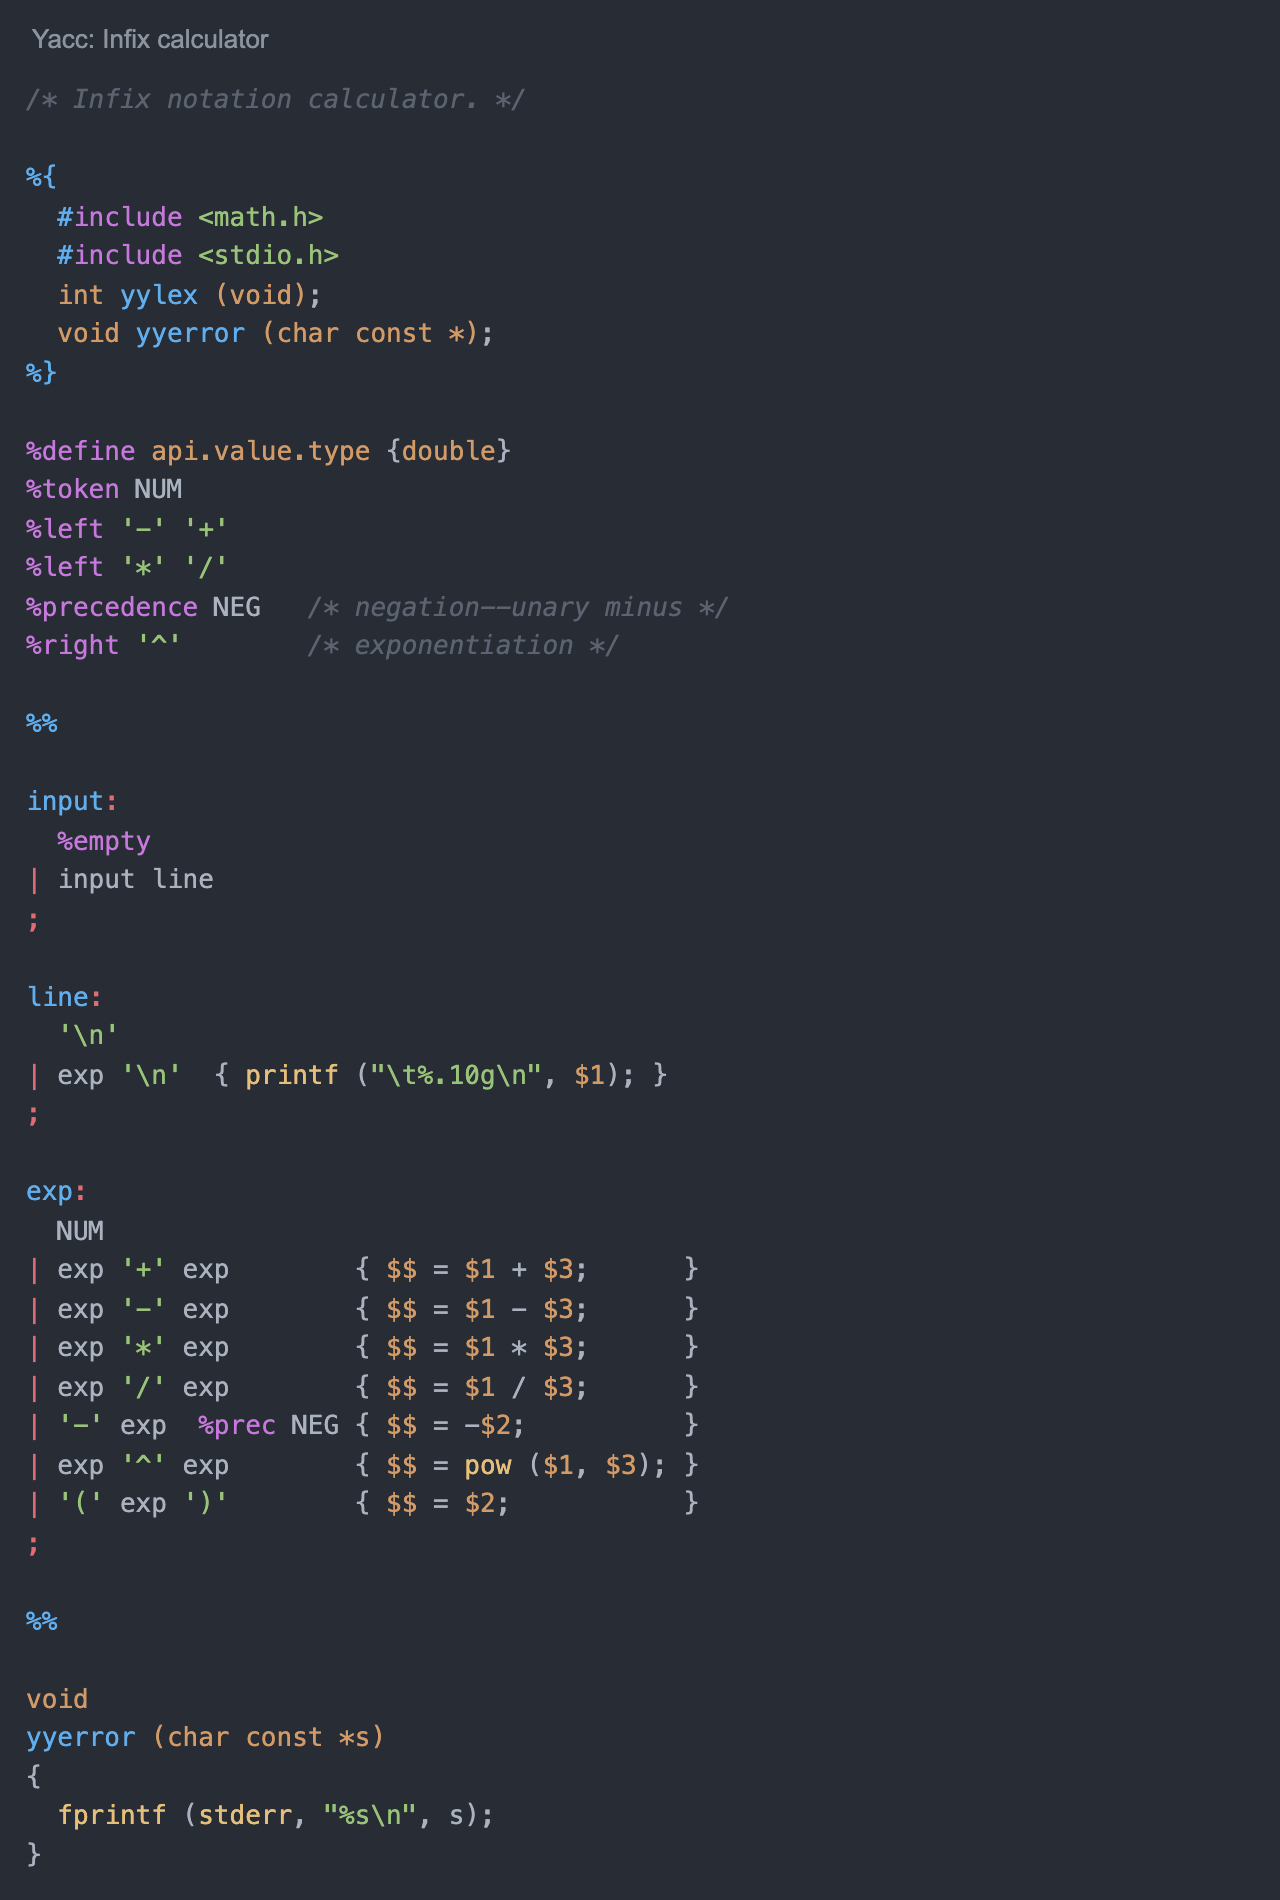 Yacc: Infix calculator
/* Infix notation calculator. */
%{
  #include <math.h>
  #include <stdio.h>
  int yylex (void);
  void yyerror (char const *);
%}
%define api.value.type {double}
%token NUM
%left '-' '+'
%left '*' '/'
%precedence NEG   /* negation--unary minus */
%right '^'        /* exponentiation */
%%
input:
  %empty
| input line
;
line:
  '\n'
| exp '\n'  { printf ("\t%.10g\n", $1); }
;
exp:
  NUM
| exp '+' exp        { $$ = $1 + $3;      }
| exp '-' exp        { $$ = $1 - $3;      }
| exp '*' exp        { $$ = $1 * $3;      }
| exp '/' exp        { $$ = $1 / $3;      }
| '-' exp  %prec NEG { $$ = -$2;          }
| exp '^' exp        { $$ = pow ($1, $3); }
| '(' exp ')'        { $$ = $2;           }
;
%%
void
yyerror (char const *s)
{
  fprintf (stderr, "%s\n", s);
}